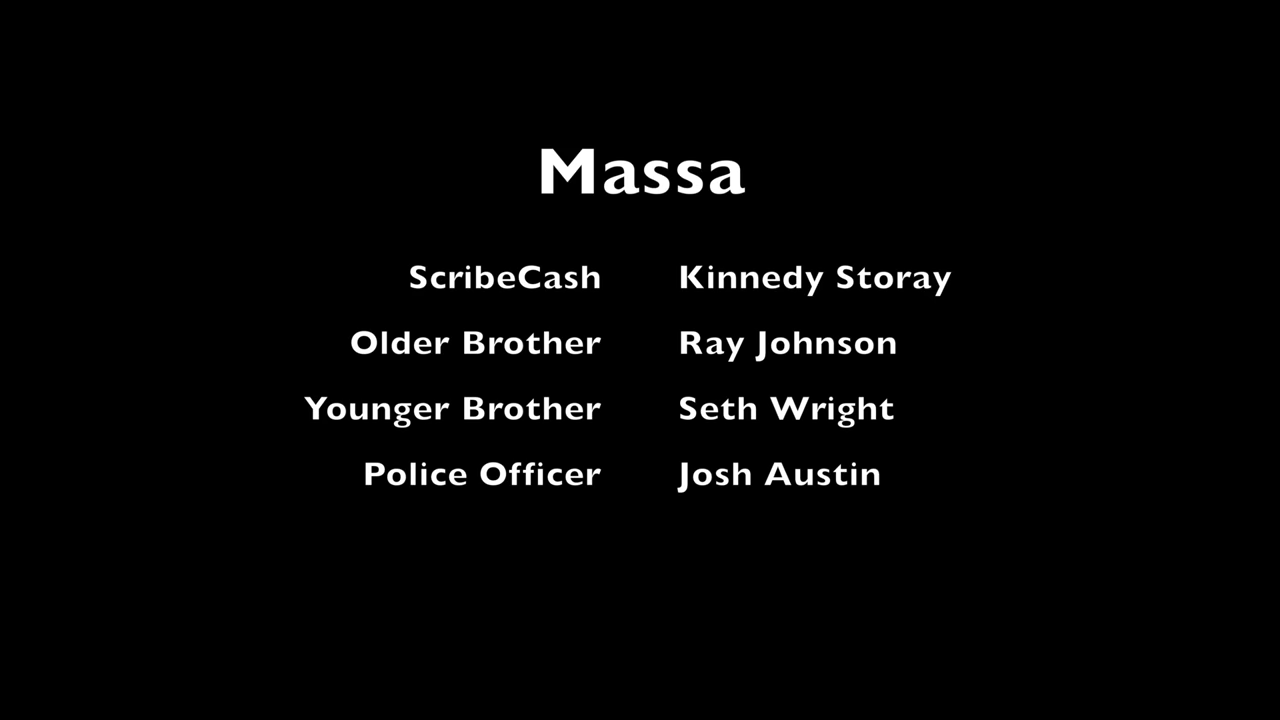 Massa
ScribeCash Kinnedy Storay
Older Brother Ray Johnson
Younger Brother Seth Wright
Police Officer Josh Austin